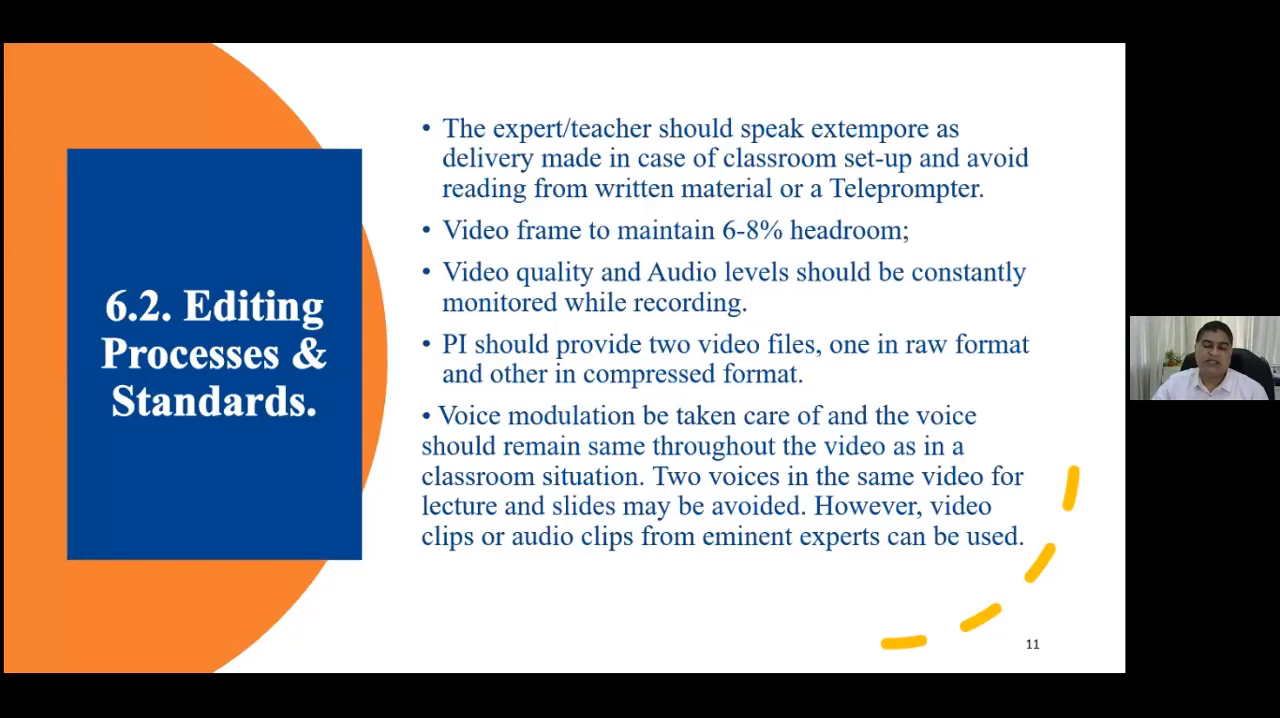 6.2. Editing
Processes &
Standards.
• The expert/teacher should speak extempore as
delivery made in case of classroom set-up and avoid
reading from written material or a Teleprompter.
• Video frame to maintain 6-8% headroom;
• Video quality and Audio levels should be constantly
monitored while recording.
• PI should provide two video files, one in raw format
and other in compressed format.
• Voice modulation be taken care of and the voice
should remain same throughout the video as in a
classroom situation. Two voices in the same video for
lecture and slides may be avoided. However, video
clips or audio clips from eminent experts can be used.
11